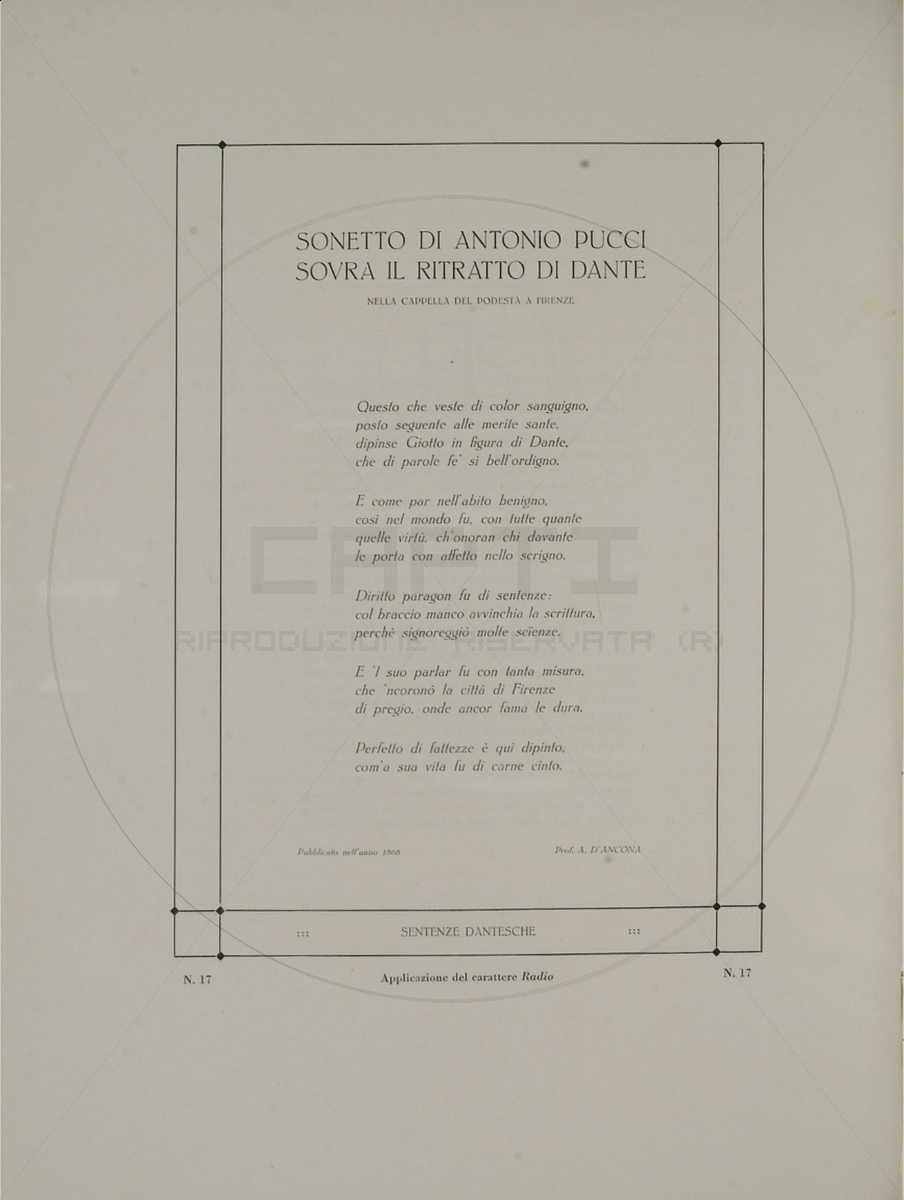 SONETTO DI ANTONIO PUCCI
SOVRA IL RITRATTO DI DANTE
NELLA CAPPELLA DEL PODESTÀ A FIRENZE
Questo che veste di color sanguigno,
posto seguente alle merite sante,
dipinse Giotto in figura di Dante,
che di parole fe' sì bell'ordigno.
E come par nell'abito benigno,
così nel mondo fu, con tutte quante
quelle virtù, ch'onoran chi davante
le porta con affetto nello scrigno.
Diritto paragon fu di sentenze:
col braccio manco avvinchia la scrittura,
perchè signoreggiò molte scienze.
E 'l suo parlar fu con tanta misura,
che 'ncoronò la città di Firenze
di pregio, onde ancor fama le dura.
Perfetto di fattezze è qui dipinto,
com'a sua vita fu di carne cinto.
Pubblicato nell'anno 1868
Prof. A. D'ANCONA
::: SENTENZE DANTESCHE :::
N. 17 Applicazione del carattere Radio N. 17
CAPTI
RIPRODUZIONE RISERVATA (R)